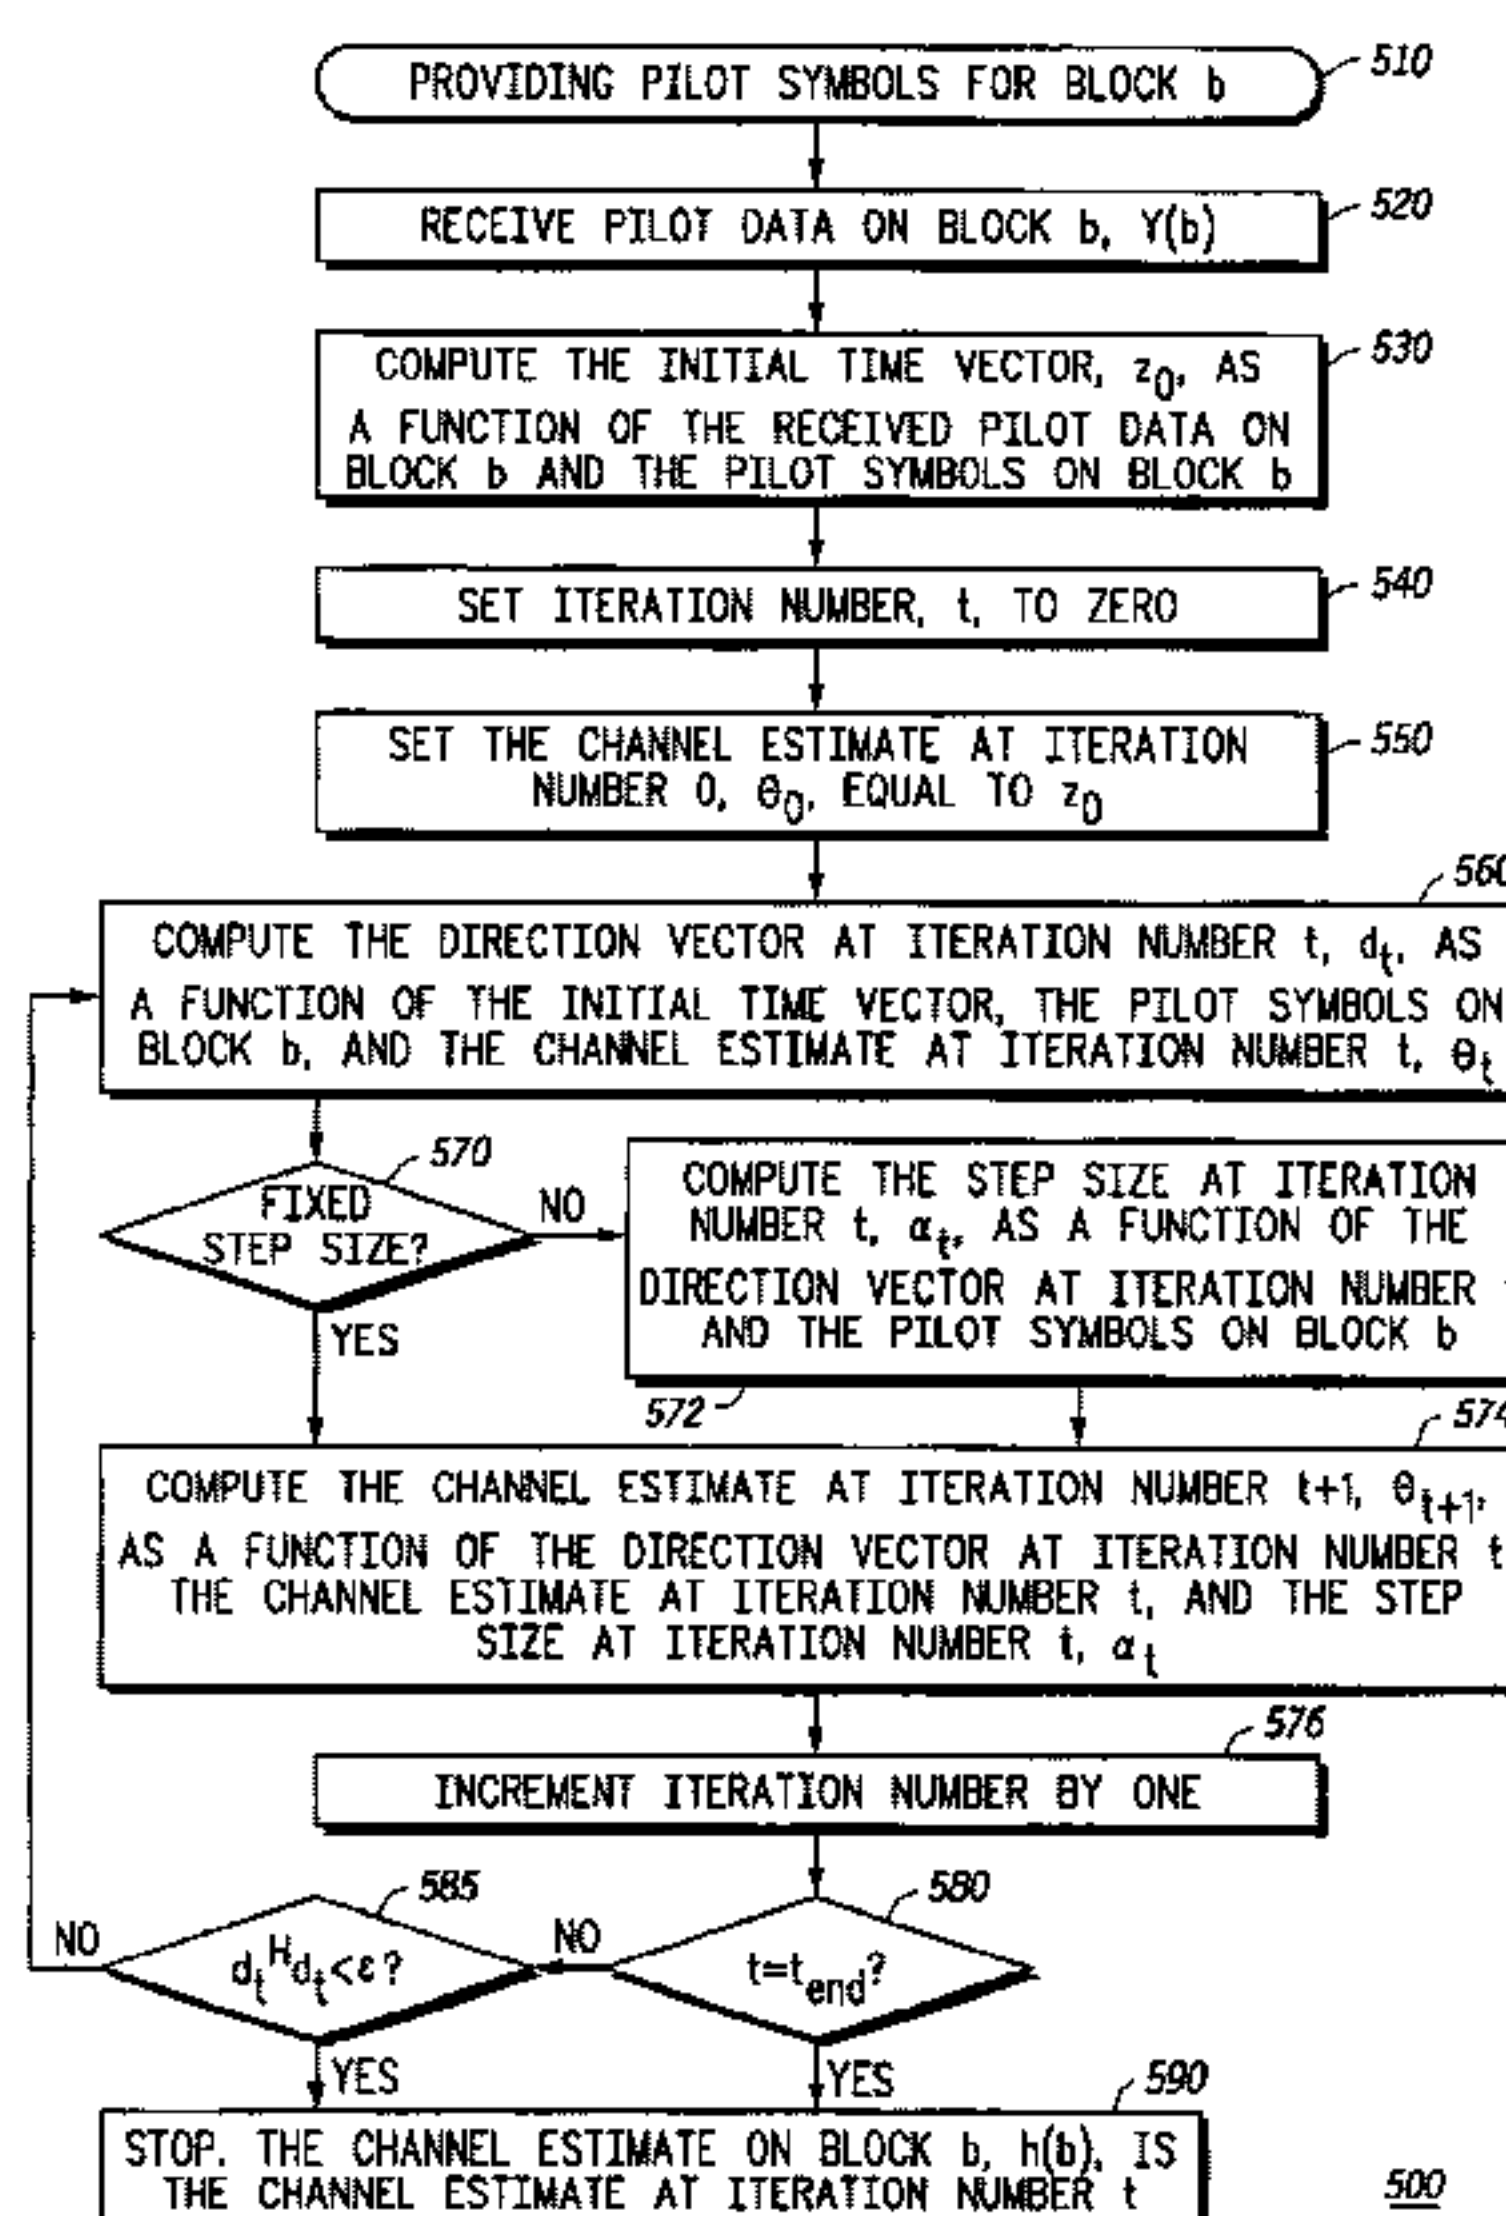 PROVIDING PILOT SYMBOLS FOR BLOCK b
510
RECEIVE PILOT DATA ON BLOCK b, Y(b)
520
COMPUTE THE INITIAL TIME VECTOR, z0, AS
A FUNCTION OF THE RECEIVED PILOT DATA ON
BLOCK b AND THE PILOT SYMBOLS ON BLOCK b
530
SET ITERATION NUMBER, t, TO ZERO
540
SET THE CHANNEL ESTIMATE AT ITERATION
NUMBER 0, θ0, EQUAL TO z0
550
560
COMPUTE THE DIRECTION VECTOR AT ITERATION NUMBER t, dt, AS
A FUNCTION OF THE INITIAL TIME VECTOR, THE PILOT SYMBOLS ON
BLOCK b, AND THE CHANNEL ESTIMATE AT ITERATION NUMBER t, θt
570
FIXED
STEP SIZE?
NO
YES
COMPUTE THE STEP SIZE AT ITERATION
NUMBER t, αt, AS A FUNCTION OF THE
DIRECTION VECTOR AT ITERATION NUMBER
AND THE PILOT SYMBOLS ON BLOCK b
572
574
COMPUTE THE CHANNEL ESTIMATE AT ITERATION NUMBER t+1, θt+1,
AS A FUNCTION OF THE DIRECTION VECTOR AT ITERATION NUMBER t
THE CHANNEL ESTIMATE AT ITERATION NUMBER t, AND THE STEP
SIZE AT ITERATION NUMBER t, αt
576
INCREMENT ITERATION NUMBER BY ONE
580
t=tend?
NO
YES
585
dt^H dt<ε?
NO
YES
590
STOP. THE CHANNEL ESTIMATE ON BLOCK b, h(b), IS
THE CHANNEL ESTIMATE AT ITERATION NUMBER t
500